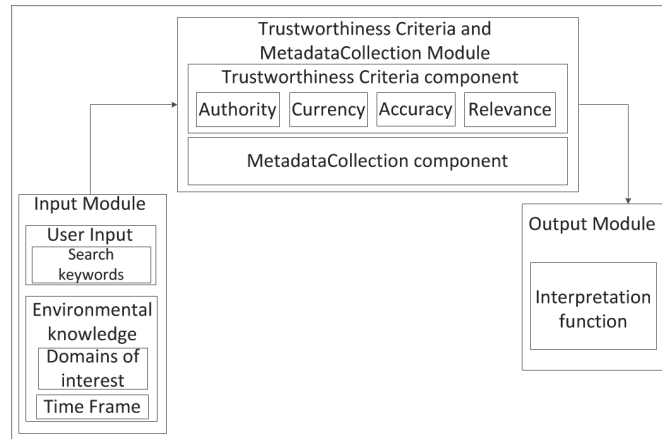 Trustworthiness Criteria and
MetadataCollection Module
Trustworthiness Criteria component
Authority
Currency
Accuracy
Relevance
MetadataCollection component
Input Module
User Input
Search
keywords
Environmental
knowledge
Domains of
interest
Time Frame
Output Module
Interpretation
function